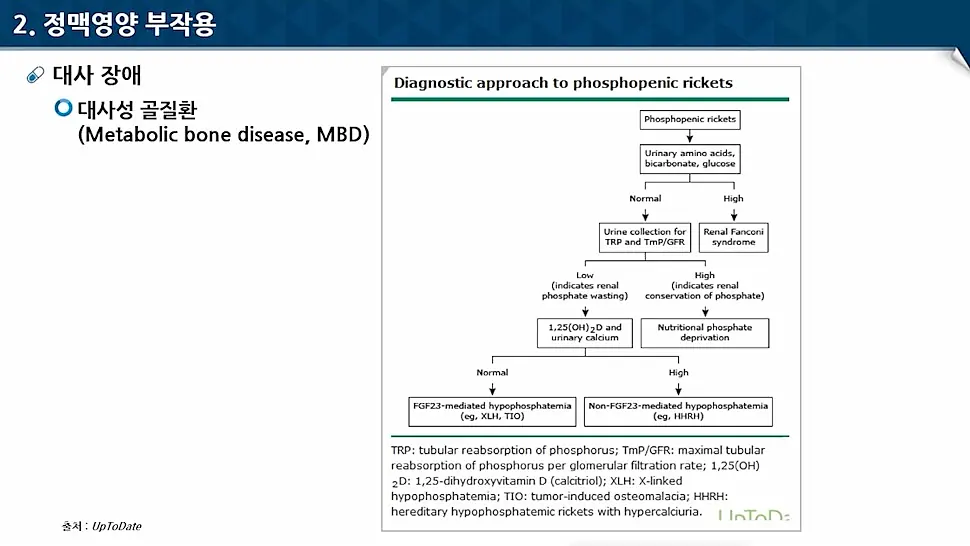 2. 정맥영양 부작용
대사 장애
대사성 골질환
(Metabolic bone disease, MBD)
Diagnostic approach to phosphopenic rickets
Phosphopenic rickets
Urinary amino acids,
bicarbonate, glucose
Normal
High
Urine collection for
TRP and TmP/GFR
Renal Fanconi
syndrome
Low
(indicates renal
phosphate wasting)
High
(indicates renal
conservation of phosphate)
1,25(OH)2D and
urinary calcium
Nutritional phosphate
deprivation
Normal
High
FGF23-mediated hypophosphatemia
(eg, XLH, TIO)
Non-FGF23-mediated hypophosphatemia
(eg, HHRH)
TRP: tubular reabsorption of phosphorus; TmP/GFR: maximal tubular
reabsorption of phosphorus per glomerular filtration rate; 1,25(OH)
2D: 1,25-dihydroxyvitamin D (calcitriol); XLH: X-linked
hypophosphatemia; TIO: tumor-induced osteomalacia; HHRH:
hereditary hypophosphatemic rickets with hypercalciuria.
UpToDa
출처 : UpToDate